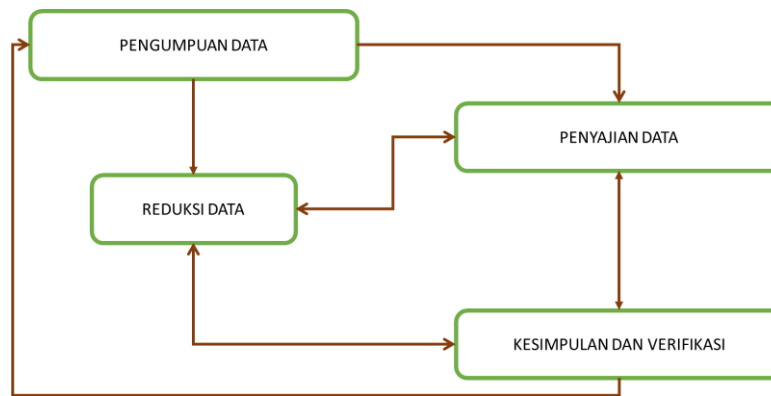 PENGUMPUAN DATA
PENYAJIAN DATA
REDUKSI DATA
KESIMPULAN DAN VERIFIKASI